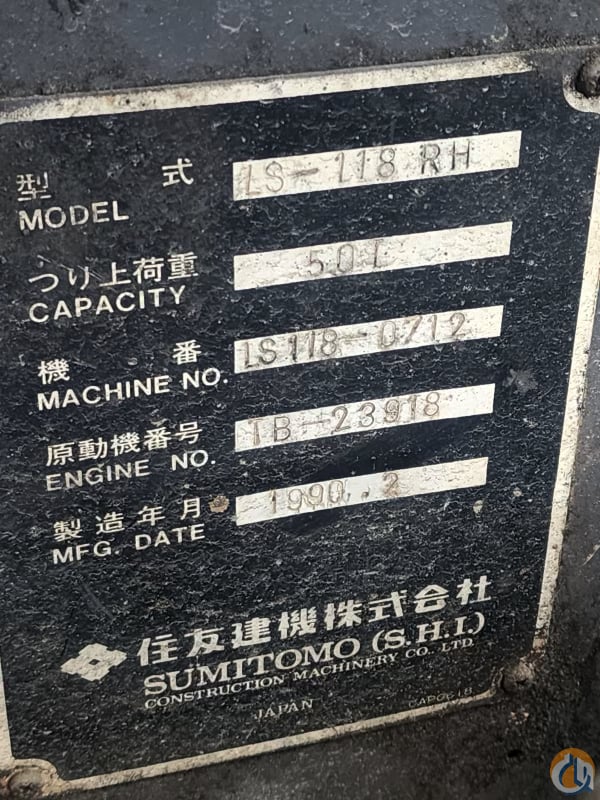 型 式 LS-118RH
MODEL
つり上荷重 50T
CAPACITY
機 番 LS118-0712
MACHINE NO.
原動機番号 TB-23918
ENGINE NO.
製造年月 1990.2
MFG. DATE
住友建機株式会社
SUMITOMO (S.H.I.)
CONSTRUCTION MACHINERY CO. LTD.
JAPAN